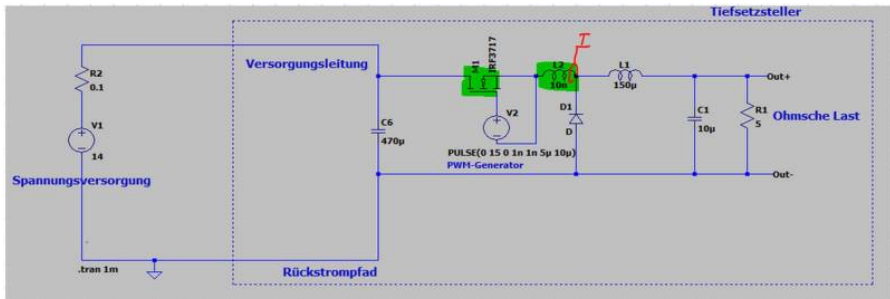 Tiefsetzsteller
Versorgungsleitung
M1
IRF3717
L2
10n
I
L1
150µ
Out+
R2
0.1
V1
14
C6
470µ
V2
PULSE(0 15 0 1n 1n 5µ 10µ)
PWM-Generator
D1
D
C1
10µ
R1
5
Ohmsche Last
Spannungsversorgung
Out-
.tran 1m
Rückstrompfad